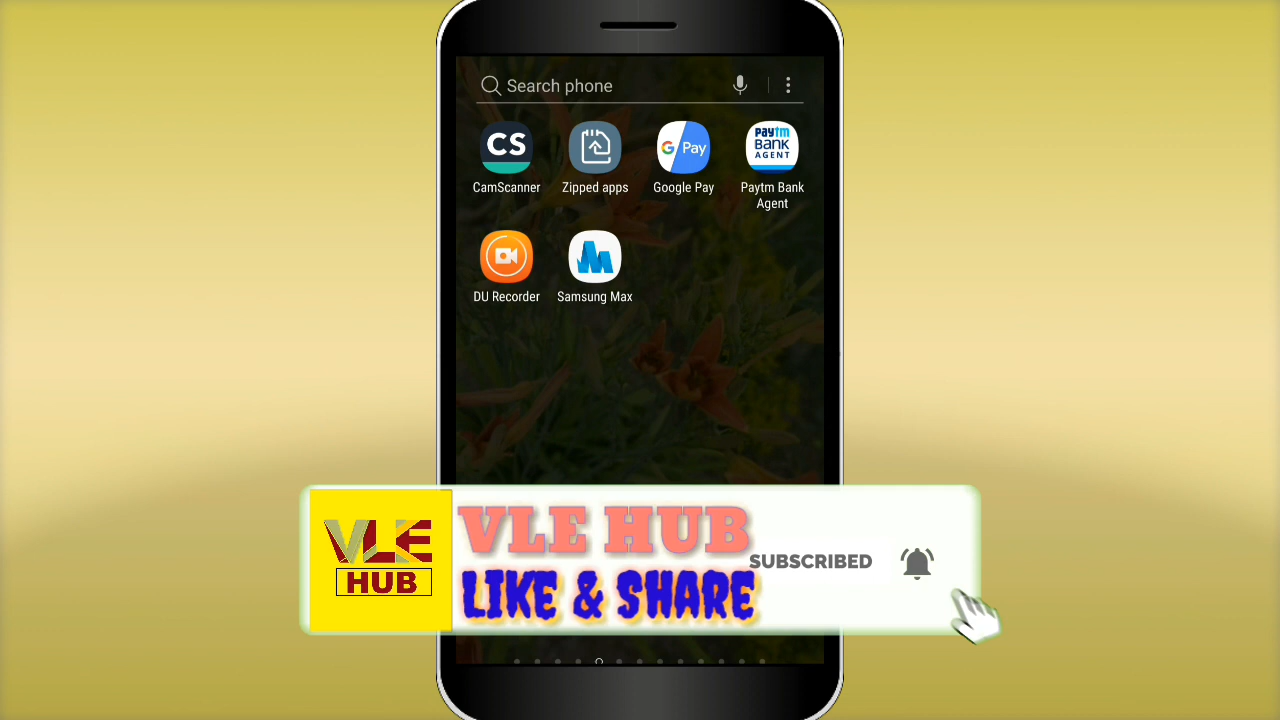 Search phone
CS
G Pay
Paytm
BANK
AGENT
CamScanner
Zipped apps
Google Pay
Paytm Bank
Agent
DU Recorder
Samsung Max
VLE
HUB
VLE HUB
LIKE & SHARE
SUBSCRIBED